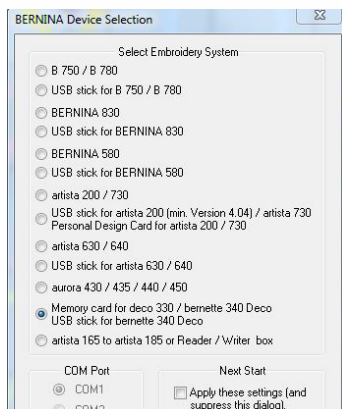 BERNINA Device Selection
Select Embroidery System
B 750 / B 780
USB stick for B 750 / B 780
BERNINA 830
USB stick for BERNINA 830
BERNINA 580
USB stick for BERNINA 580
artista 200 / 730
USB stick for artista 200 (min. Version 4.04) / artista 730
Personal Design Card for artista 200 / 730
artista 630 / 640
USB stick for artista 630 / 640
aurora 430 / 435 / 440 / 450
Memory card for deco 330 / bernette 340 Deco
USB stick for bernette 340 Deco
artista 165 to artista 185 or Reader / Writer box
COM Port
Next Start
COM1
Apply these settings (and
COM2
suppress this dialog).